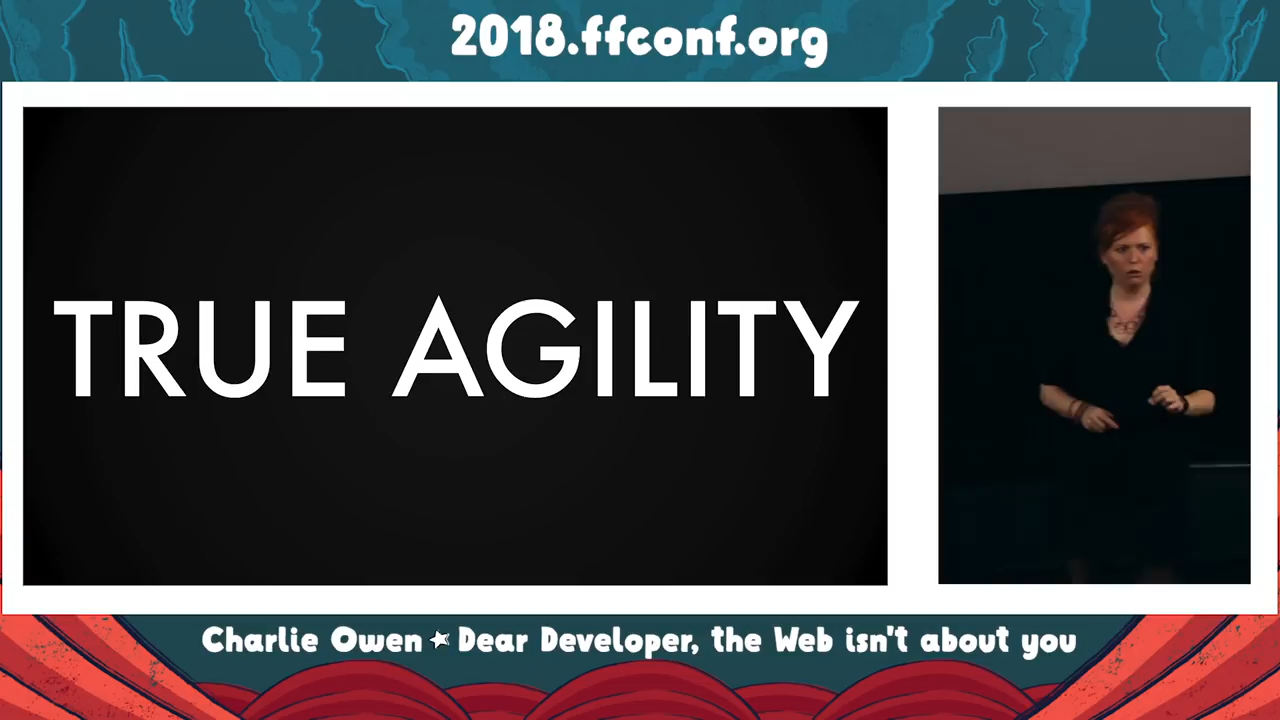 2018.ffconf.org
TRUE AGILITY
Charlie Owen ★ Dear Developer, the Web isn't about you